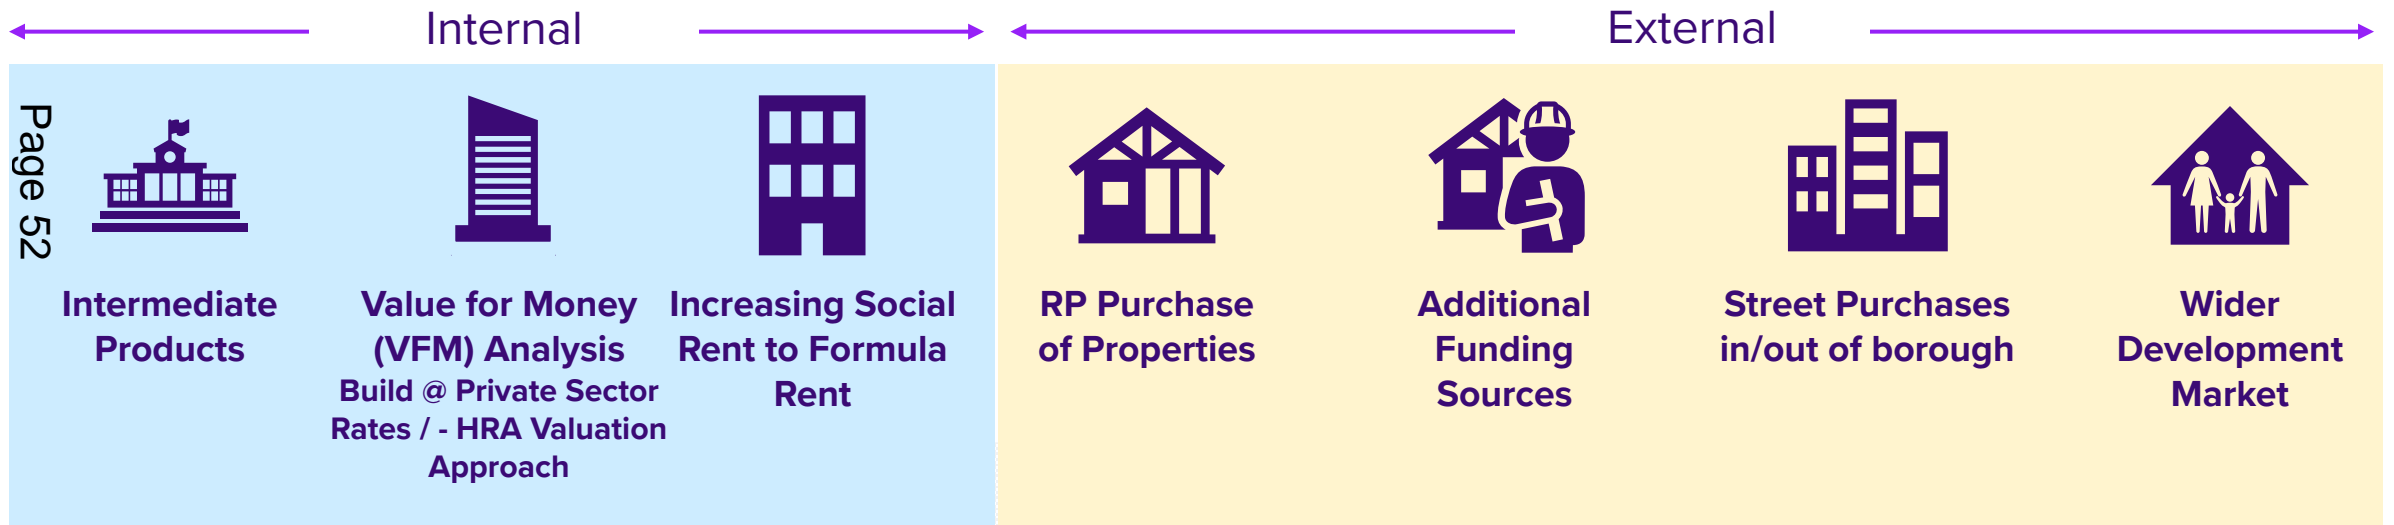 Internal
External
Page 52
Intermediate
Products
Value for Money
(VFM) Analysis
Build @ Private Sector
Rates / - HRA Valuation
Approach
Increasing Social
Rent to Formula
Rent
RP Purchase
of Properties
Additional
Funding
Sources
Street Purchases
in/out of borough
Wider
Development
Market